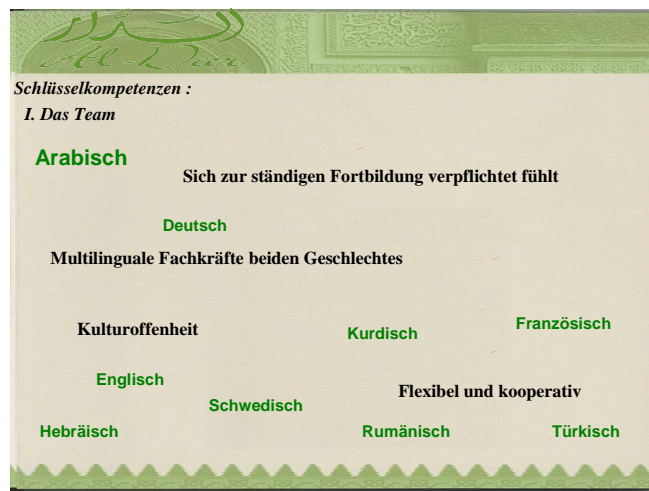 الدار
Al-Dar
Schlüsselkompetenzen :
I. Das Team
Arabisch
Sich zur ständigen Fortbildung verpflichtet fühlt
Deutsch
Multilinguale Fachkräfte beiden Geschlechtes
Französisch
Kulturoffenheit
Kurdisch
Englisch
Flexibel und kooperativ
Schwedisch
Hebräisch
Rumänisch
Türkisch